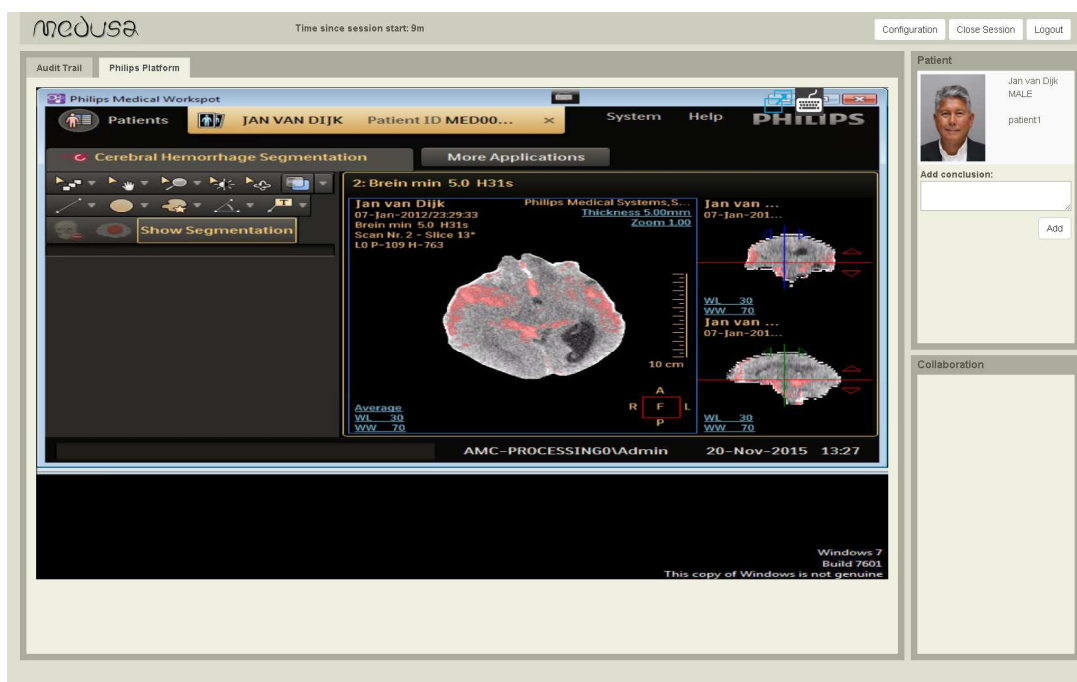 medusa
Time since session start: 9m
Configuration
Close Session
Logout
Audit Trail
Philips Platform
Philips Medical Workspot
Patients
JAN VAN DIJK Patient ID MED00...
System
Help
PHILIPS
Cerebral Hemorrhage Segmentation
More Applications
Show Segmentation
2: Brein min 5.0 H31s
Jan van Dijk
07-Jan-2012/23:29:33
Brein min 5.0 H31s
Scan Nr. 2 - Slice 13*
L0 P-109 H-763
Philips Medical Systems,S...
Thickness 5.00mm
Zoom 1.00
10 cm
A
R F L
P
Average
WL 30
WW 70
Jan van ...
07-Jan-201...
WL 30
WW 70
Jan van ...
07-Jan-201...
WL 30
WW 70
AMC-PROCESSING0\Admin
20-Nov-2015 13:27
Windows 7
Build 7601
This copy of Windows is not genuine
Patient
Jan van Dijk
MALE
patient1
Add conclusion:
Add
Collaboration